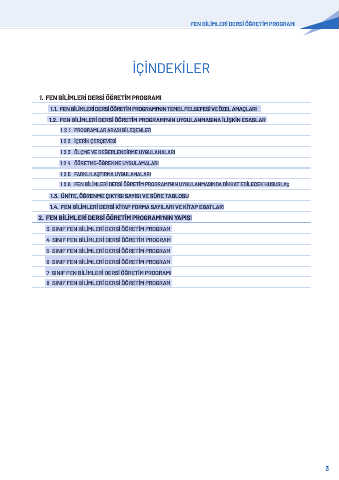 FEN BİLİMLERİ DERSİ ÖĞRETİM PROGRAMI
İÇİNDEKİLER
1. FEN BİLİMLERİ DERSİ ÖĞRETİM PROGRAMI
1.1. FEN BİLİMLERİ DERSİ ÖĞRETİM PROGRAMI'NIN TEMEL FELSEFESİ VE ÖZEL AMAÇLARI
1.2. FEN BİLİMLERİ DERSİ ÖĞRETİM PROGRAMI'NIN UYGULANMASINA İLİŞKİN ESASLAR
1.2.1. PROGRAMLAR ARASI BİLEŞENLER
1.2.2. İÇERİK ÇERÇEVESİ
1.2.3. ÖLÇME VE DEĞERLENDİRME UYGULAMALARI
1.2.4. ÖĞRETME-ÖĞRENME UYGULAMALARI
1.2.5. FARKLILAŞTIRMA UYGULAMALARI
1.2.6. FEN BİLİMLERİ DERSİ ÖĞRETİM PROGRAMI'NIN UYGULANMASINDA DİKKAT EDİLECEK HUSUSLAR
1.3. ÜNİTE, ÖĞRENME ÇIKTISI SAYISI VE SÜRE TABLOSU
1.4. FEN BİLİMLERİ DERSİ KİTAP FORMA SAYILARI VE KİTAP EBATLARI
2. FEN BİLİMLERİ DERSİ ÖĞRETİM PROGRAMI'NIN YAPISI
3. SINIF FEN BİLİMLERİ DERSİ ÖĞRETİM PROGRAMI
4. SINIF FEN BİLİMLERİ DERSİ ÖĞRETİM PROGRAMI
5. SINIF FEN BİLİMLERİ DERSİ ÖĞRETİM PROGRAMI
6. SINIF FEN BİLİMLERİ DERSİ ÖĞRETİM PROGRAMI
7. SINIF FEN BİLİMLERİ DERSİ ÖĞRETİM PROGRAMI
8. SINIF FEN BİLİMLERİ DERSİ ÖĞRETİM PROGRAMI
3